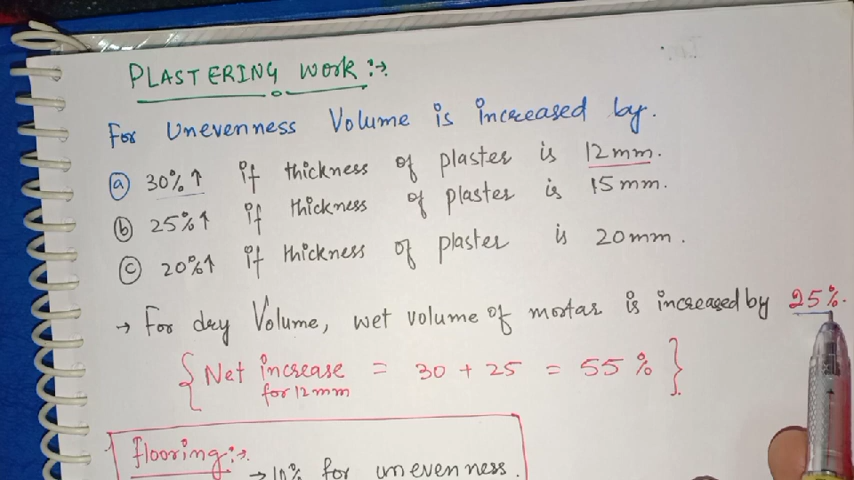 PLASTERING Work :→
For Unevenness Volume is increased by.
(a) 30%↑ if thickness of plaster is 12mm.
(b) 25%↑ if thickness of plaster is 15mm.
(c) 20%↑ if thickness of plaster is 20mm.
→ For dry Volume, wet volume of mortar is increased by 25%.
{ Net increase = 30 + 25 = 55% }
for 12mm
flooring :→
→ 10% for unevenness.